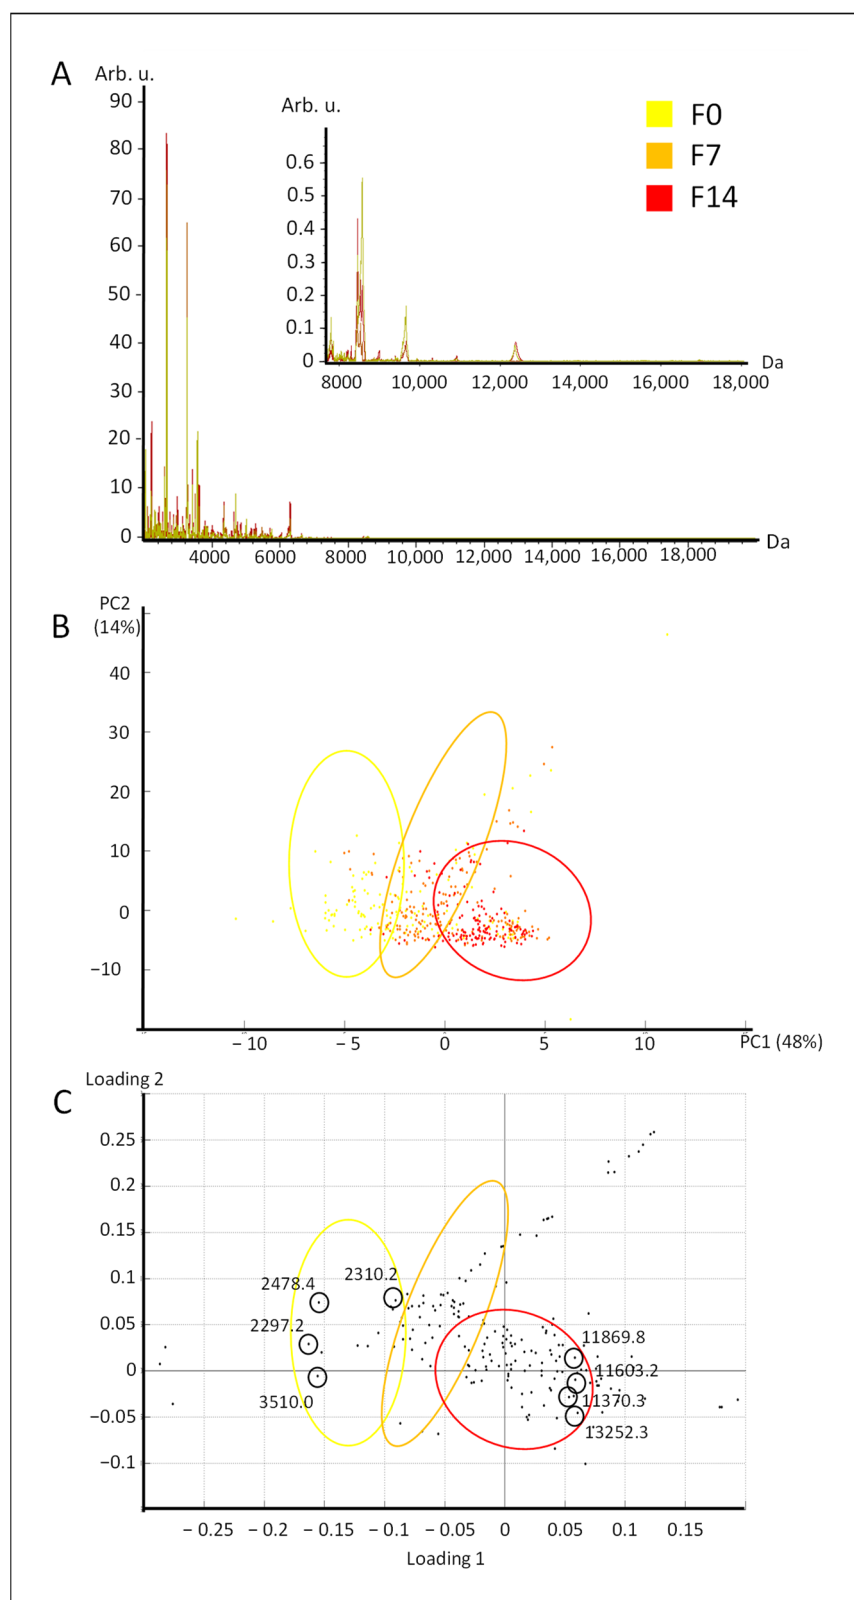 A
Arb. u.
90
80
70
60
50
40
30
20
10
0
4000 6000 8000 10,000 12,000 14,000 16,000 18,000
Da
Arb. u.
0.6
0.5
0.4
0.3
0.2
0.1
0
8000 10,000 12,000 14,000 16,000 18,000
Da
F0
F7
F14
B
PC2
(14%)
40
30
20
10
0
−10
−10 −5 0 5 10
PC1 (48%)
C
Loading 2
0.25
0.2
0.15
0.1
0.05
0
−0.05
−0.1
2478.4
2310.2
2297.2
3510.0
11869.8
11603.2
11370.3
13252.3
−0.25 −0.2 −0.15 −0.1 −0.05 0 0.05 0.1 0.15
Loading 1